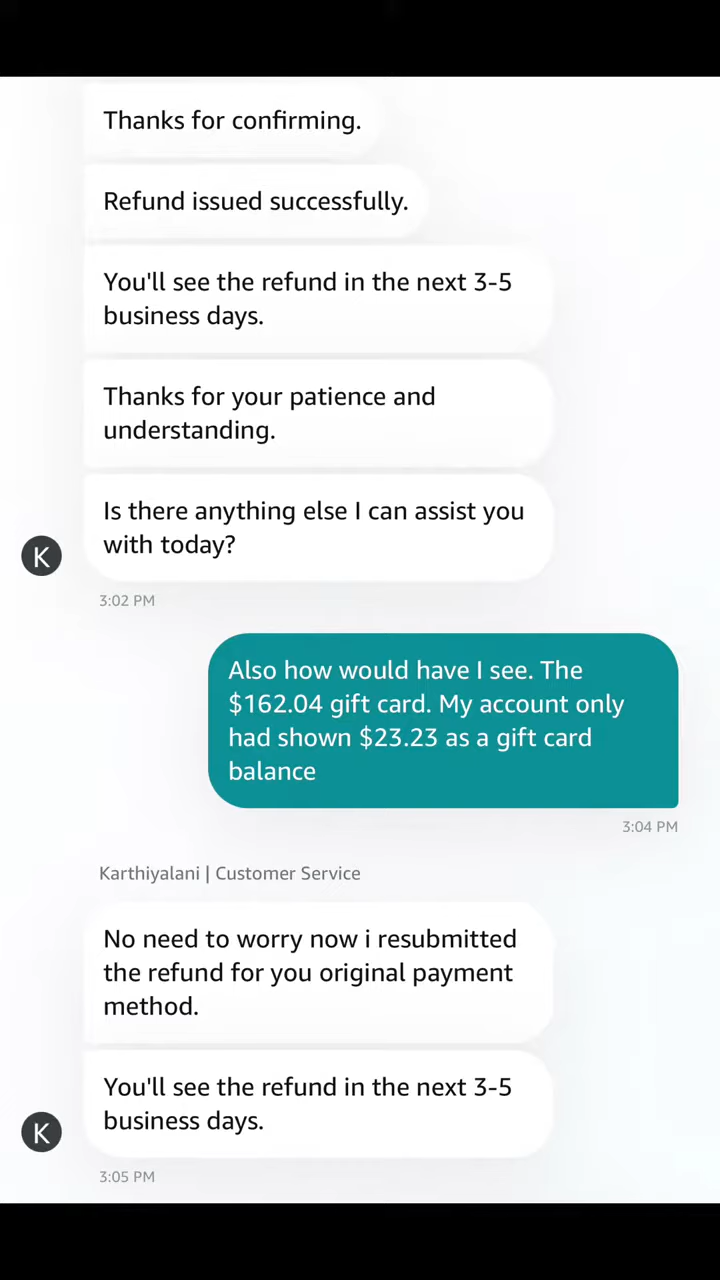 Thanks for confirming.
Refund issued successfully.
You'll see the refund in the next 3-5
business days.
Thanks for your patience and
understanding.
Is there anything else I can assist you
with today?
K
3:02 PM
Also how would have I see. The
$162.04 gift card. My account only
had shown $23.23 as a gift card
balance
3:04 PM
Karthiyalani | Customer Service
No need to worry now i resubmitted
the refund for you original payment
method.
You'll see the refund in the next 3-5
business days.
K
3:05 PM